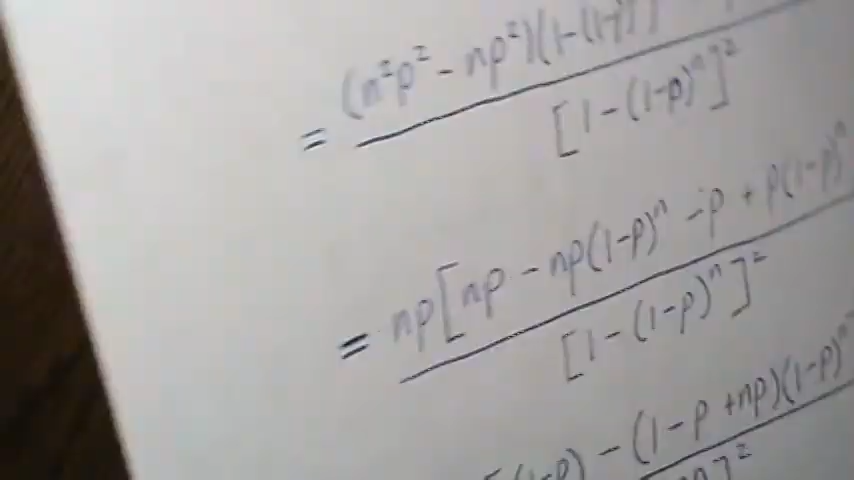 = (n²p² - np²)(1-(1-p)ⁿ)
[1-(1-p)ⁿ]²
= np[np - np(1-p)ⁿ - p + p(1-p)ⁿ
[1-(1-p)ⁿ]²
[(1-p) - (1-p+np)(1-p)ⁿ
]²